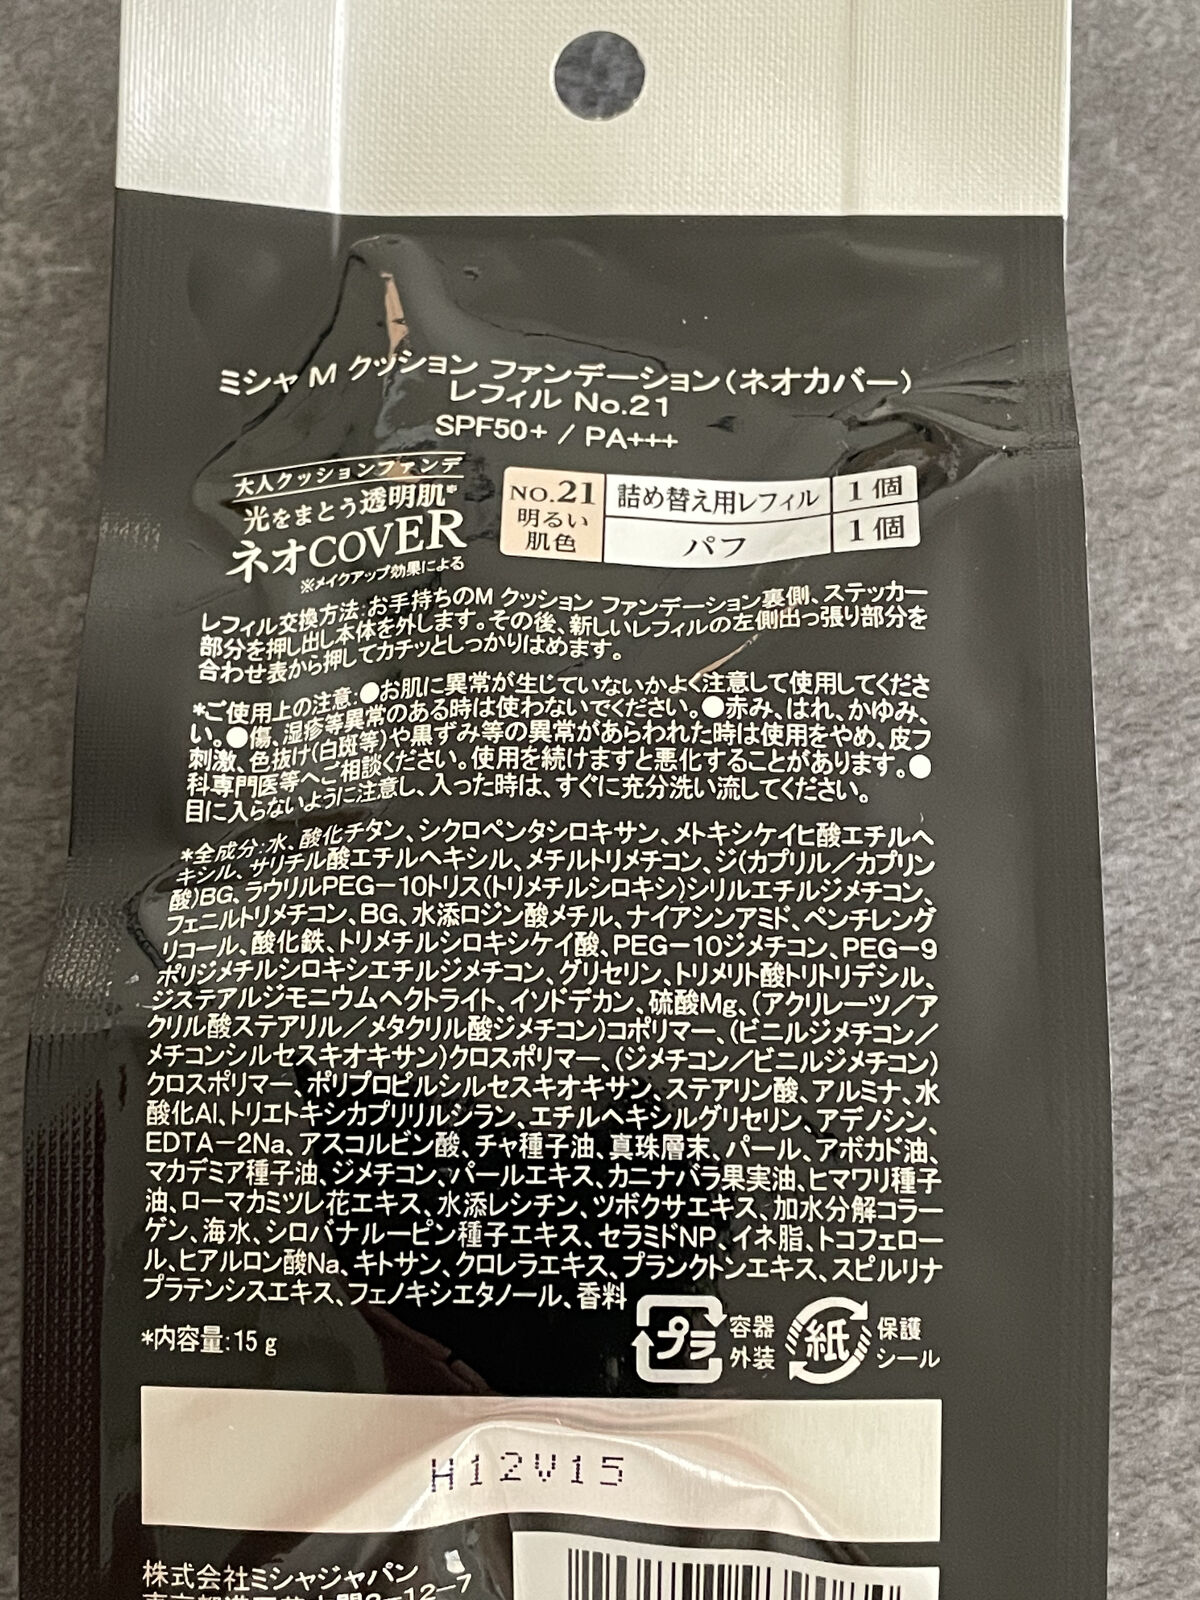 ミシャ M クッション ファンデーション(ネオカバー)
レフィル No.21
SPF50+ / PA+++
大人クッションファンデ
光をまとう透明肌※
ネオCOVER
※メイクアップ効果による
NO.21
明るい
肌色
詰め替え用レフィル 1個
パフ 1個
レフィル交換方法:お手持ちのM クッション ファンデーション裏側、ステッカー
部分を押し出し本体を外します。その後、新しいレフィルの左側出っ張り部分を
合わせ表から押してカチッとしっかりはめます。
*ご使用上の注意:●お肌に異常が生じていないかよく注意して使用してくださ
い。●傷、湿疹等異常のある時は使わないでください。●赤み、はれ、かゆみ、
刺激、色抜け(白斑等)や黒ずみ等の異常があらわれた時は使用をやめ、皮フ
科専門医等へご相談ください。使用を続けますと悪化することがあります。●
目に入らないように注意し、入った時は、すぐに充分洗い流してください。
*全成分:水、酸化チタン、シクロペンタシロキサン、メトキシケイヒ酸エチルヘ
キシル、サリチル酸エチルヘキシル、メチルトリメチコン、ジ(カプリル/カプリン
酸)BG、ラウリルPEG-10トリス(トリメチルシロキシ)シリルエチルジメチコン、
フェニルトリメチコン、BG、水添ロジン酸メチル、ナイアシンアミド、ペンチレング
リコール、酸化鉄、トリメチルシロキシケイ酸、PEG-10ジメチコン、PEG-9
ポリジメチルシロキシエチルジメチコン、グリセリン、トリメリト酸トリトリデシル、
ジステアルジモニウムヘクトライト、イソドデカン、硫酸Mg、(アクリレーツ/ア
クリル酸ステアリル/メタクリル酸ジメチコン)コポリマー、(ビニルジメチコン/
メチコンシルセスキオキサン)クロスポリマー、(ジメチコン/ビニルジメチコン)
クロスポリマー、ポリプロピルシルセスキオキサン、ステアリン酸、アルミナ、水
酸化Al、トリエトキシカプリリルシラン、エチルヘキシルグリセリン、アデノシン、
EDTA-2Na、アスコルビン酸、チャ種子油、真珠層末、パール、アボカド油、
マカデミア種子油、ジメチコン、パールエキス、カニナバラ果実油、ヒマワリ種子
油、ローマカミツレ花エキス、水添レシチン、ツボクサエキス、加水分解コラー
ゲン、海水、シロバナルーピン種子エキス、セラミドNP、イネ脂、トコフェロー
ル、ヒアルロン酸Na、キトサン、クロレラエキス、プランクトンエキス、スピルリナ
プラテンシスエキス、フェノキシエタノール、香料
プラ 容器
外装
紙 保護
シール
*内容量:15g
H12V15
株式会社ミシャジャパン